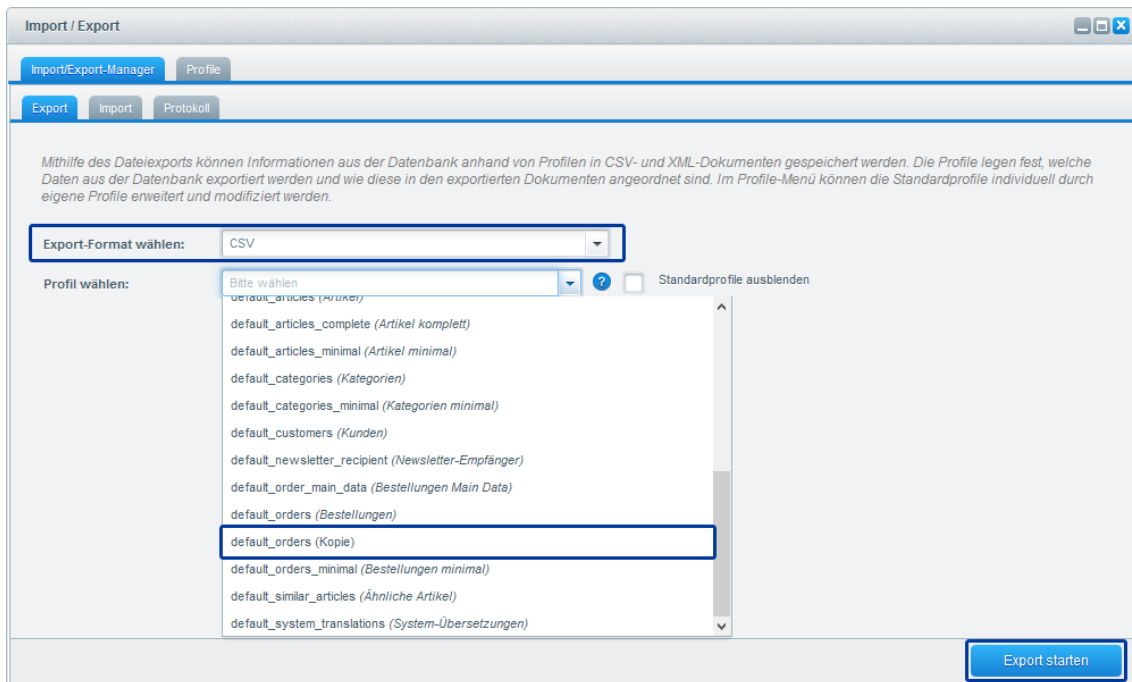 Import / Export
Import/Export-Manager Profile
Export Import Protokoll
Mithilfe des Dateiexports können Informationen aus der Datenbank anhand von Profilen in CSV- und XML-Dokumenten gespeichert werden. Die Profile legen fest, welche
Daten aus der Datenbank exportiert werden und wie diese in den exportierten Dokumenten angeordnet sind. Im Profile-Menü können die Standardprofile individuell durch
eigene Profile erweitert und modifiziert werden.
Export-Format wählen: CSV
Profil wählen: Bitte wählen ? Standardprofile ausblenden
default_articles (Artikel)
default_articles_complete (Artikel komplett)
default_articles_minimal (Artikel minimal)
default_categories (Kategorien)
default_categories_minimal (Kategorien minimal)
default_customers (Kunden)
default_newsletter_recipient (Newsletter-Empfänger)
default_order_main_data (Bestellungen Main Data)
default_orders (Bestellungen)
default_orders (Kopie)
default_orders_minimal (Bestellungen minimal)
default_similar_articles (Ähnliche Artikel)
default_system_translations (System-Übersetzungen)
Export starten